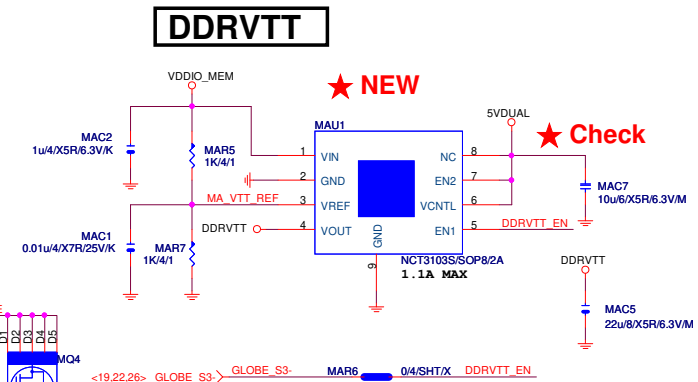 DDRVTT
VDDIO_MEM
★ NEW
5VDUAL
★ Check
MAU1
MAC2
1u/4/X5R/6.3V/K
MAR5
1K/4/1
1 VIN
NC 8
2 GND
EN2 7
MAC7
10u/6/X5R/6.3V/M
MA_VTT_REF
3 VREF
VCNTL 6
DDRVTT
4 VOUT
EN1 5
DDRVTT_EN
GND
9
MAC1
0.01u/4/X7R/25V/K
MAR7
1K/4/1
NCT3103S/SOP8/2A
1.1A MAX
DDRVTT
MAC5
22u/8/X5R/6.3V/M
D1
D2
D3
D4
D5
MQ4
<19,22,26> GLOBE_S3-
GLOBE_S3-
MAR6
0/4/SHT/X
DDRVTT_EN